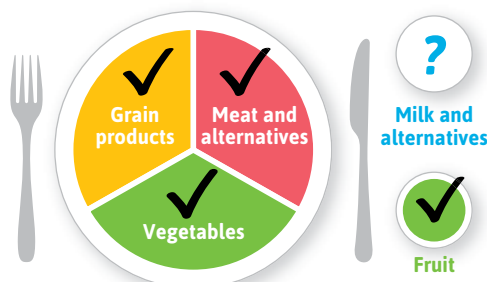 Grain
products
Meat and
alternatives
Vegetables
?
Milk and
alternatives
Fruit